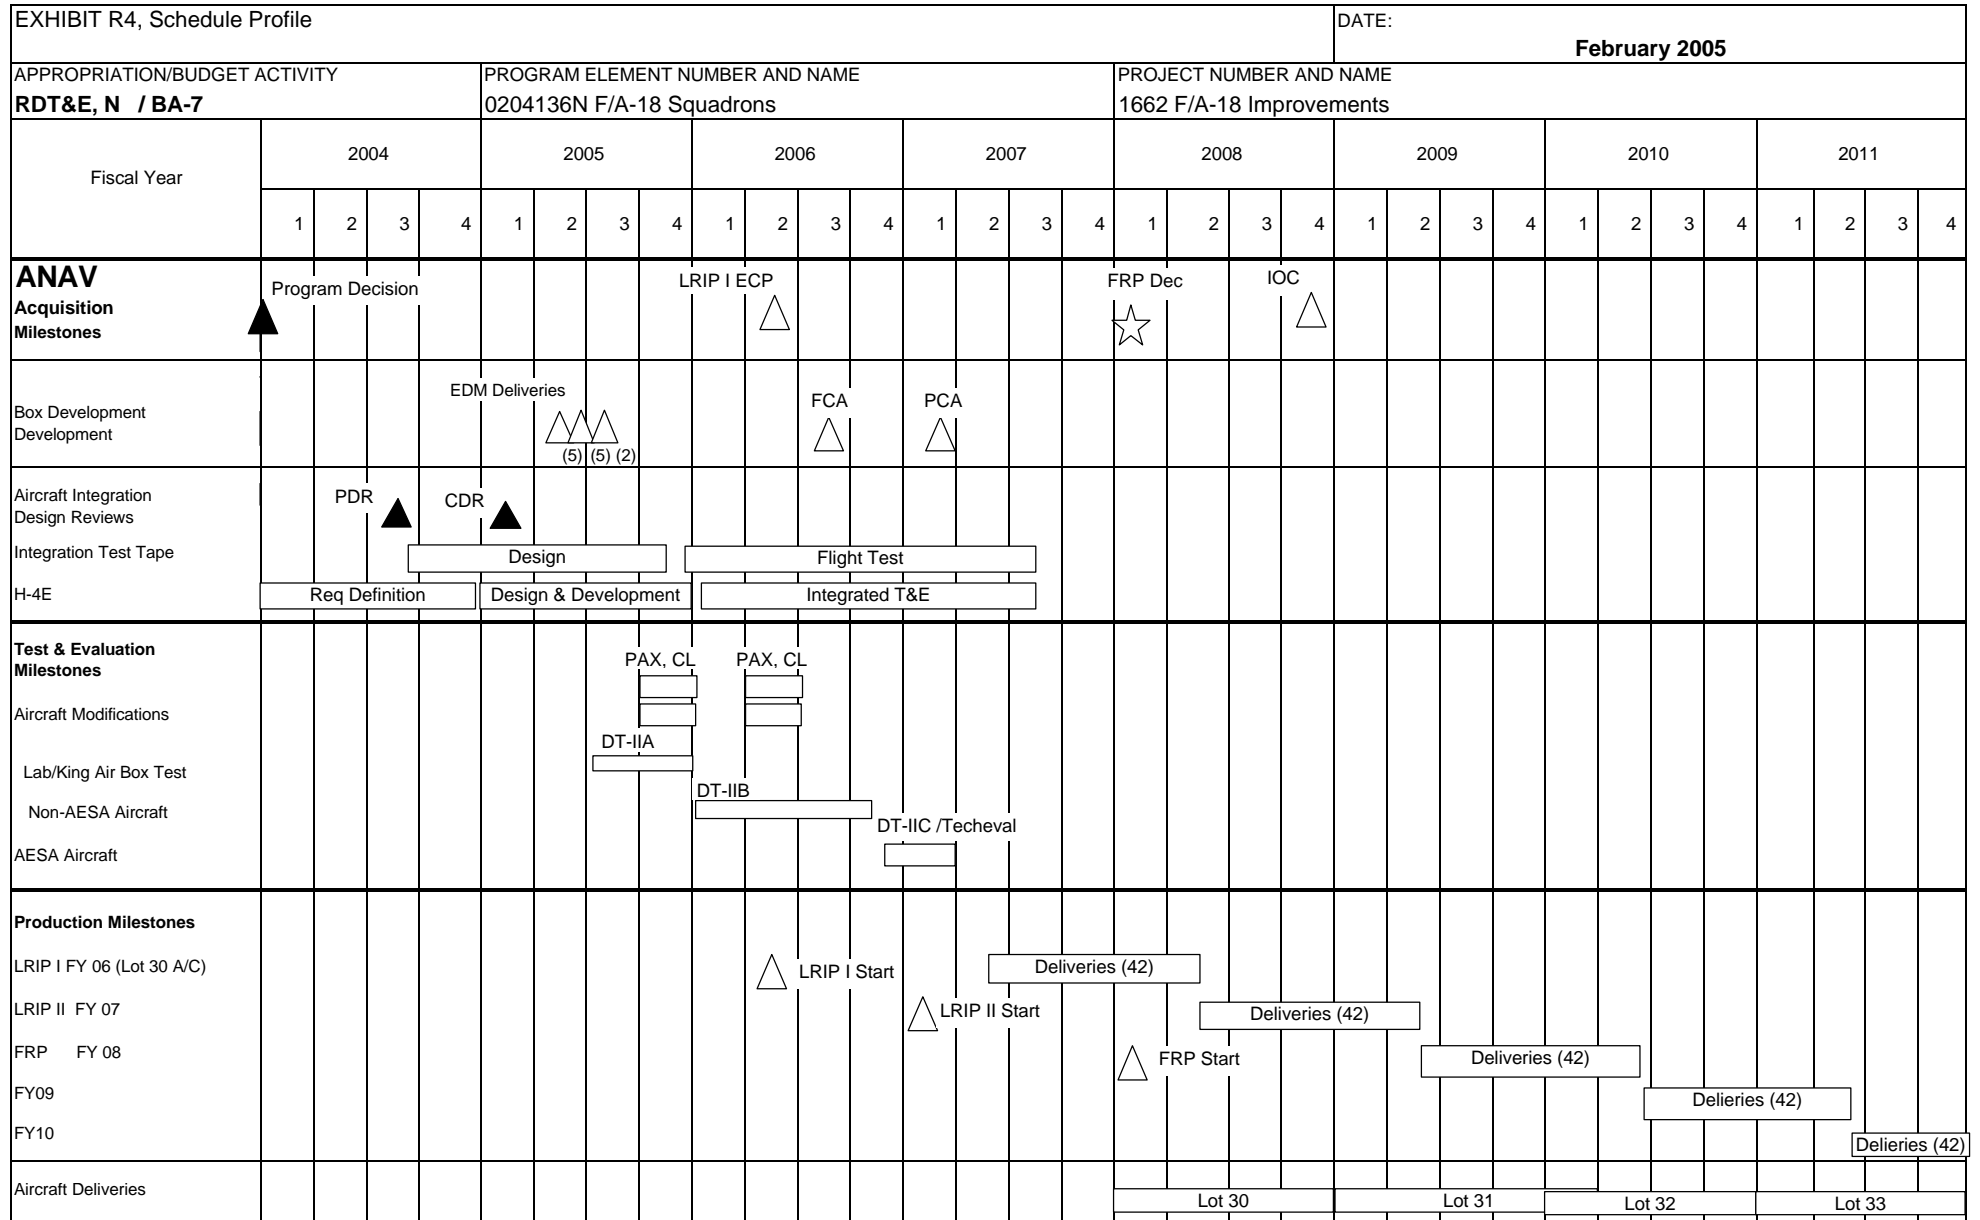 EXHIBIT R4, Schedule Profile
DATE:
February 2005
APPROPRIATION/BUDGET ACTIVITY
PROGRAM ELEMENT NUMBER AND NAME
PROJECT NUMBER AND NAME
RDT&E, N / BA-7
0204136N F/A-18 Squadrons
1662 F/A-18 Improvements
Fiscal Year
2004 2005 2006 2007 2008 2009 2010 2011
1 2 3 4 1 2 3 4 1 2 3 4 1 2 3 4 1 2 3 4 1 2 3 4 1 2 3 4 1 2 3 4
ANAV
Acquisition
Milestones
Program Decision
LRIP I ECP
FRP Dec
IOC
Box Development
Development
EDM Deliveries
(5) (5) (2)
FCA
PCA
Aircraft Integration
Design Reviews
PDR
CDR
Integration Test Tape
Design
Flight Test
H-4E
Req Definition
Design & Development
Integrated T&E
Test & Evaluation
Milestones
PAX, CL
PAX, CL
Aircraft Modifications
DT-IIA
Lab/King Air Box Test
DT-IIB
Non-AESA Aircraft
DT-IIC /Techeval
AESA Aircraft
Production Milestones
LRIP I FY 06 (Lot 30 A/C)
LRIP I Start
Deliveries (42)
LRIP II FY 07
LRIP II Start
Deliveries (42)
FRP FY 08
FRP Start
Deliveries (42)
FY09
Delieries (42)
FY10
Delieries (42)
Aircraft Deliveries
Lot 30
Lot 31
Lot 32
Lot 33